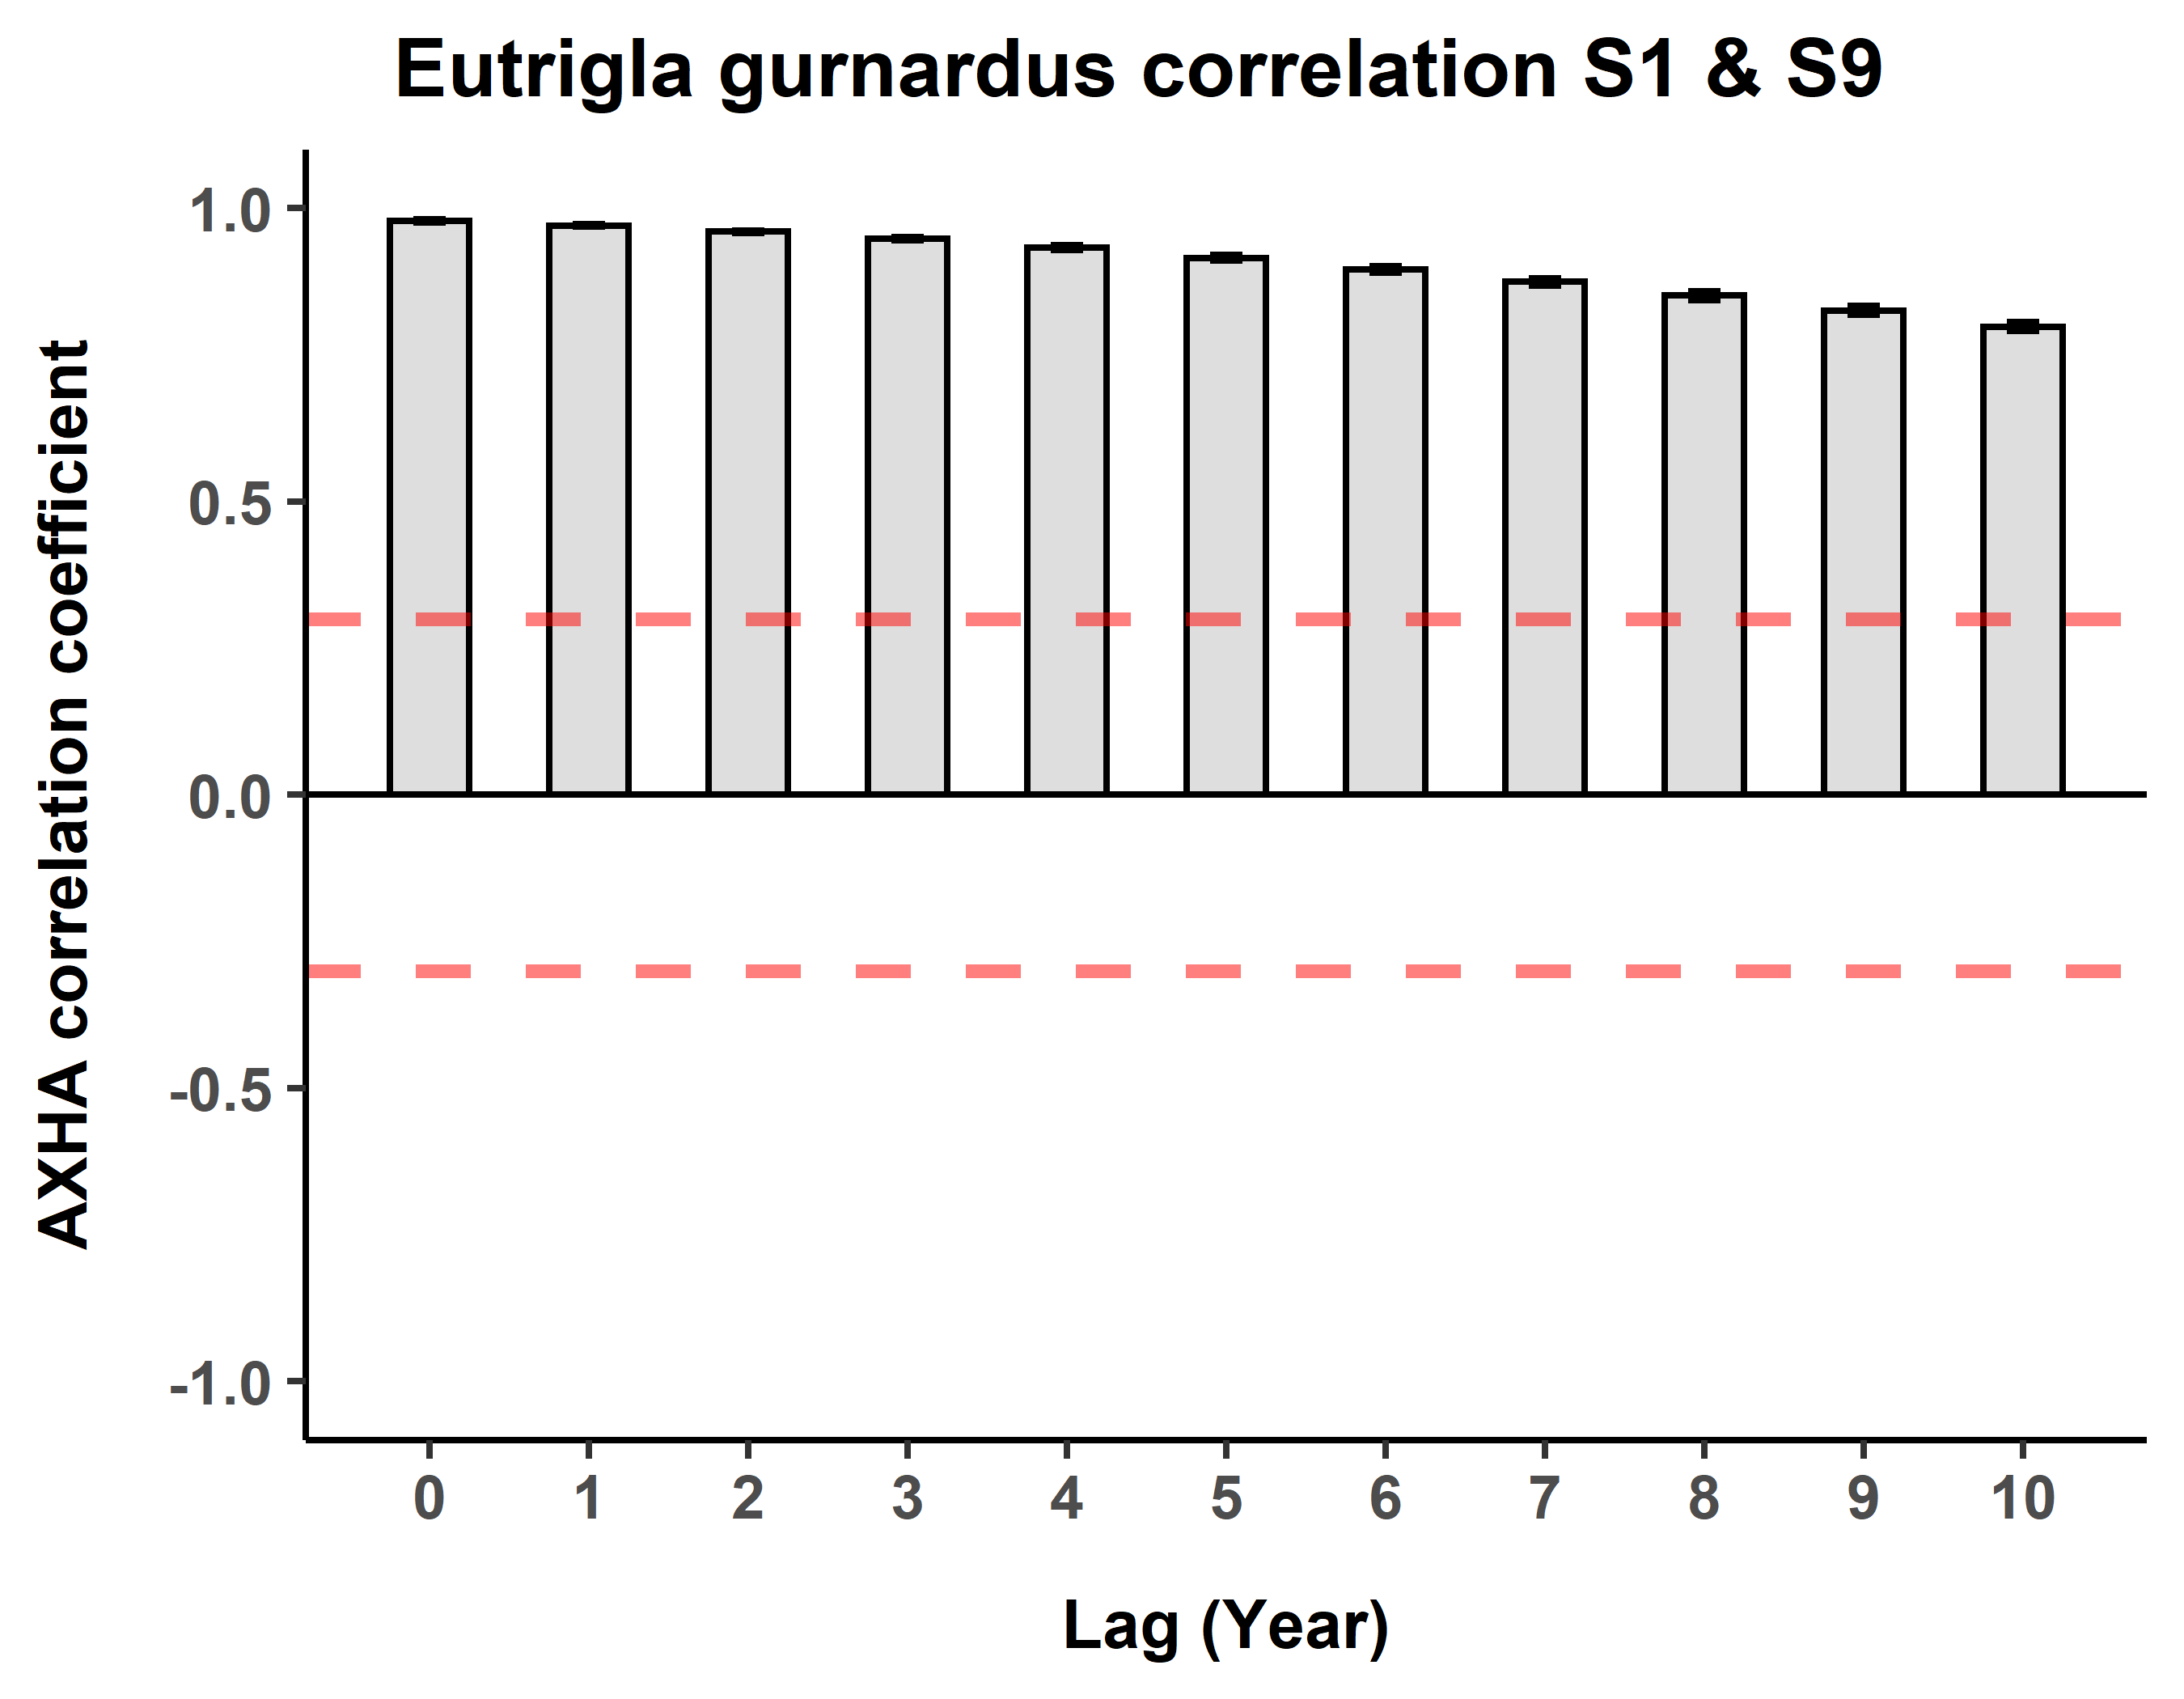 Eutrigla gurnardus correlation S1 & S9
AXHA correlation coefficient
1.0
0.5
0.0
-0.5
-1.0
0 1 2 3 4 5 6 7 8 9 10
Lag (Year)